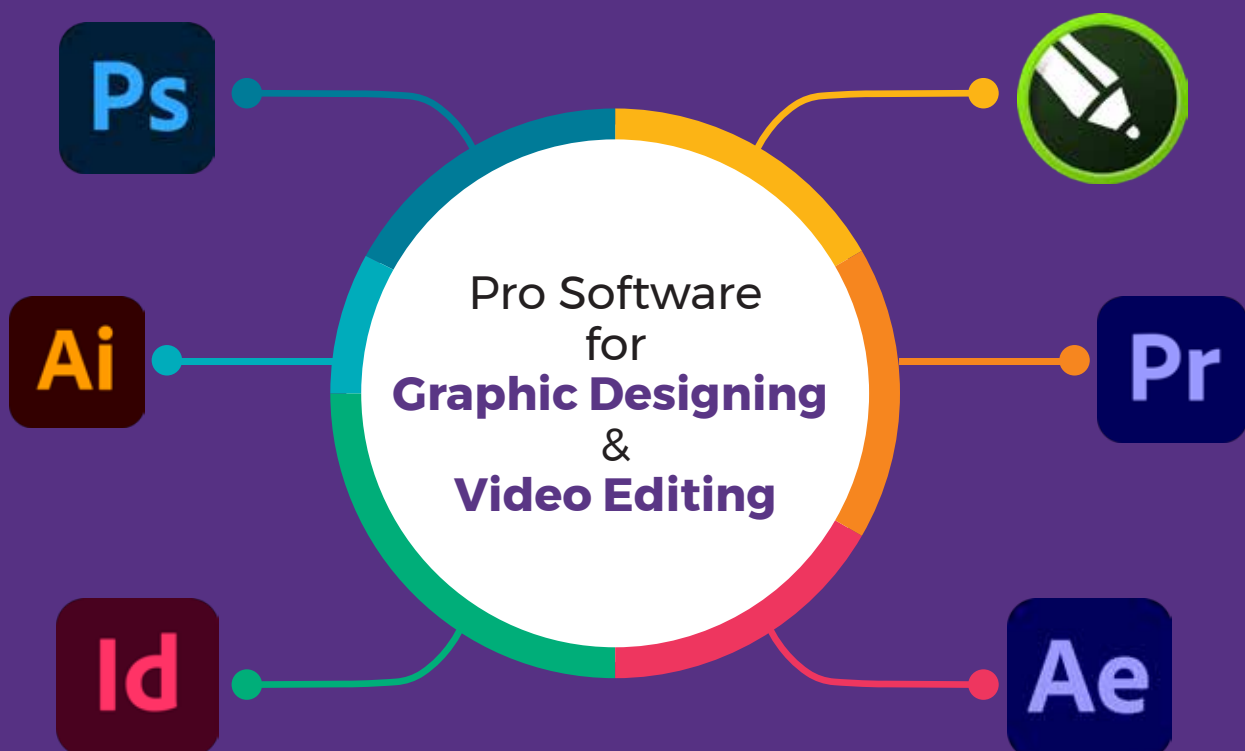 Ps
Ai
Id
Pro Software
for
Graphic Designing
&
Video Editing
Pr
Ae